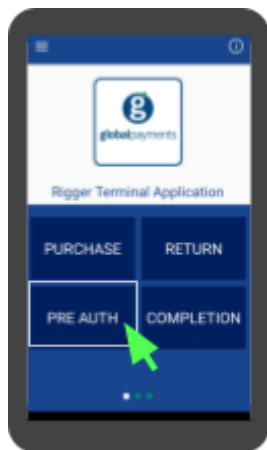 g
globalpayments
Rigger Terminal Application
PURCHASE
RETURN
PRE AUTH
COMPLETION